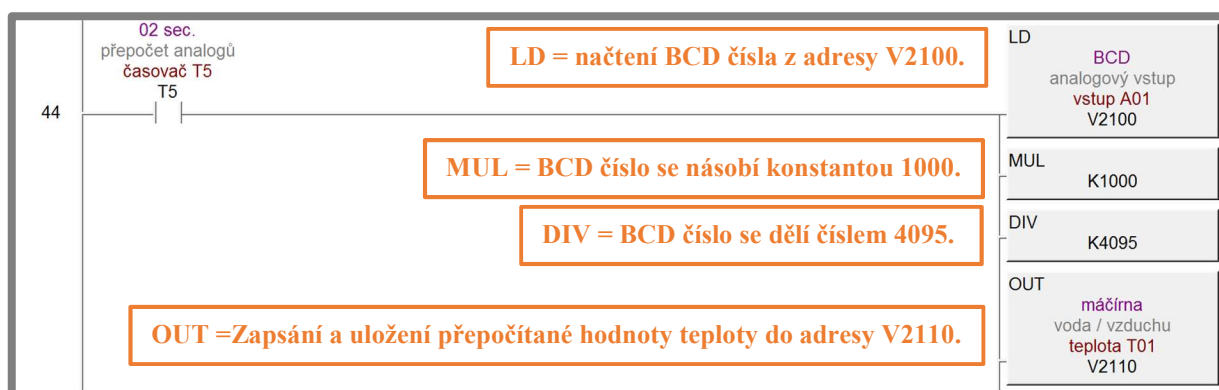 02 sec.
přepočet analogů
časovač T5
T5
44
LD = načtení BCD čísla z adresy V2100.
LD
BCD
analogový vstup
vstup A01
V2100
MUL = BCD číslo se násobí konstantou 1000.
MUL
K1000
DIV = BCD číslo se dělí číslem 4095.
DIV
K4095
OUT =Zapsání a uložení přepočítané hodnoty teploty do adresy V2110.
OUT
máčírna
voda / vzduchu
teplota T01
V2110